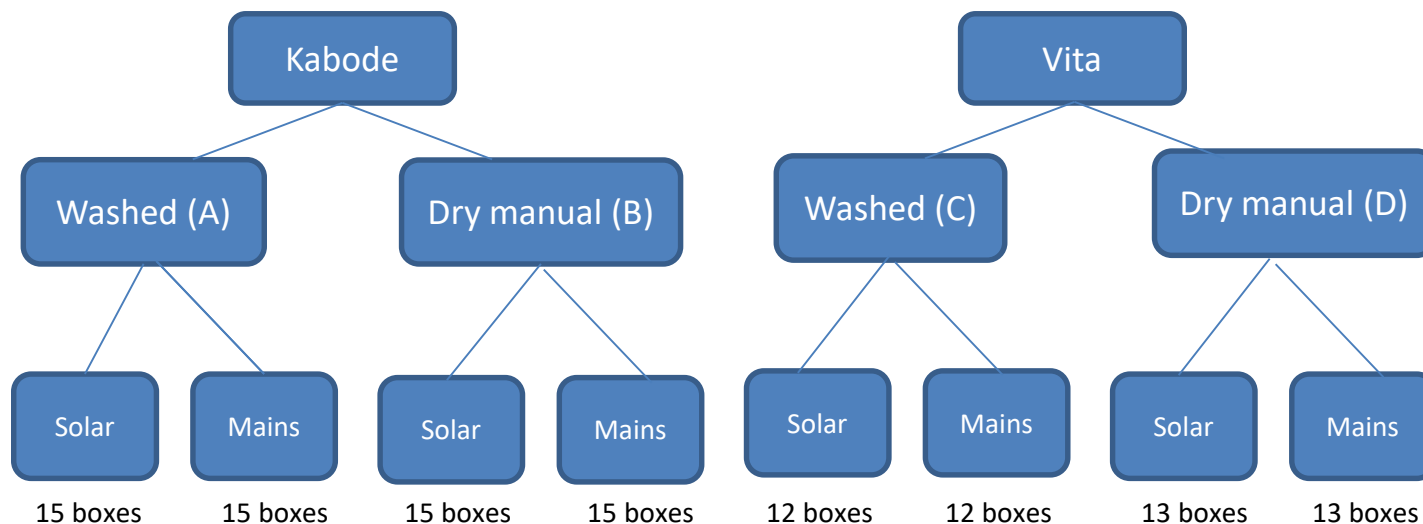 Kabode
Vita
Washed (A)
Dry manual (B)
Washed (C)
Dry manual (D)
Solar
Mains
Solar
Mains
Solar
Mains
Solar
Mains
15 boxes
15 boxes
15 boxes
15 boxes
12 boxes
12 boxes
13 boxes
13 boxes